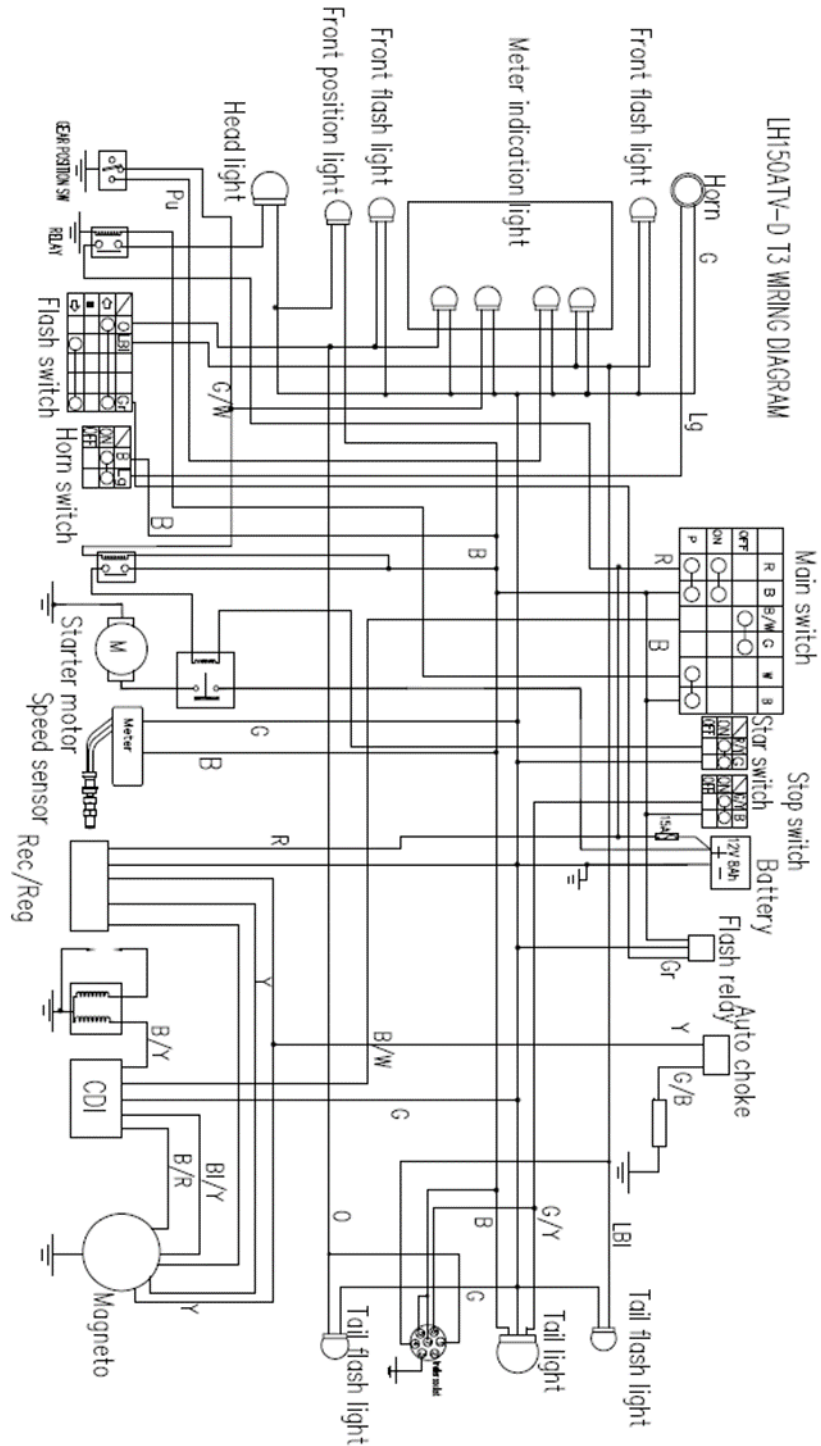 LH150ATV-D T3 WIRING DIAGRAM
Horn
G
Lg
Front flash light
Meter indication light
Front flash light
Front position light
Head light
GEAR POSITION SW
Pu
RELAY
Flash switch
O
LBl
Gr
G/W
Horn switch
ON
OFF
B
Lg
B
B
Main switch
OFF
ON
P
R
B
B/W
G
W
B
R
B
Star switch
ON
OFF
R/Y
G
Stop switch
ON
OFF
G/Y
B
Starter motor
M
Speed sensor
Meter
G
B
15A
12V 8Ah
+
-
Battery
Rec/Reg
R
Flash relay
Gr
Y
Auto choke
Y
G/B
B/Y
B/W
CDI
G
B/R
Bl/Y
Magneto
Y
O
B
G/Y
LBl
G
Tail flash light
Tail light
Tail flash light